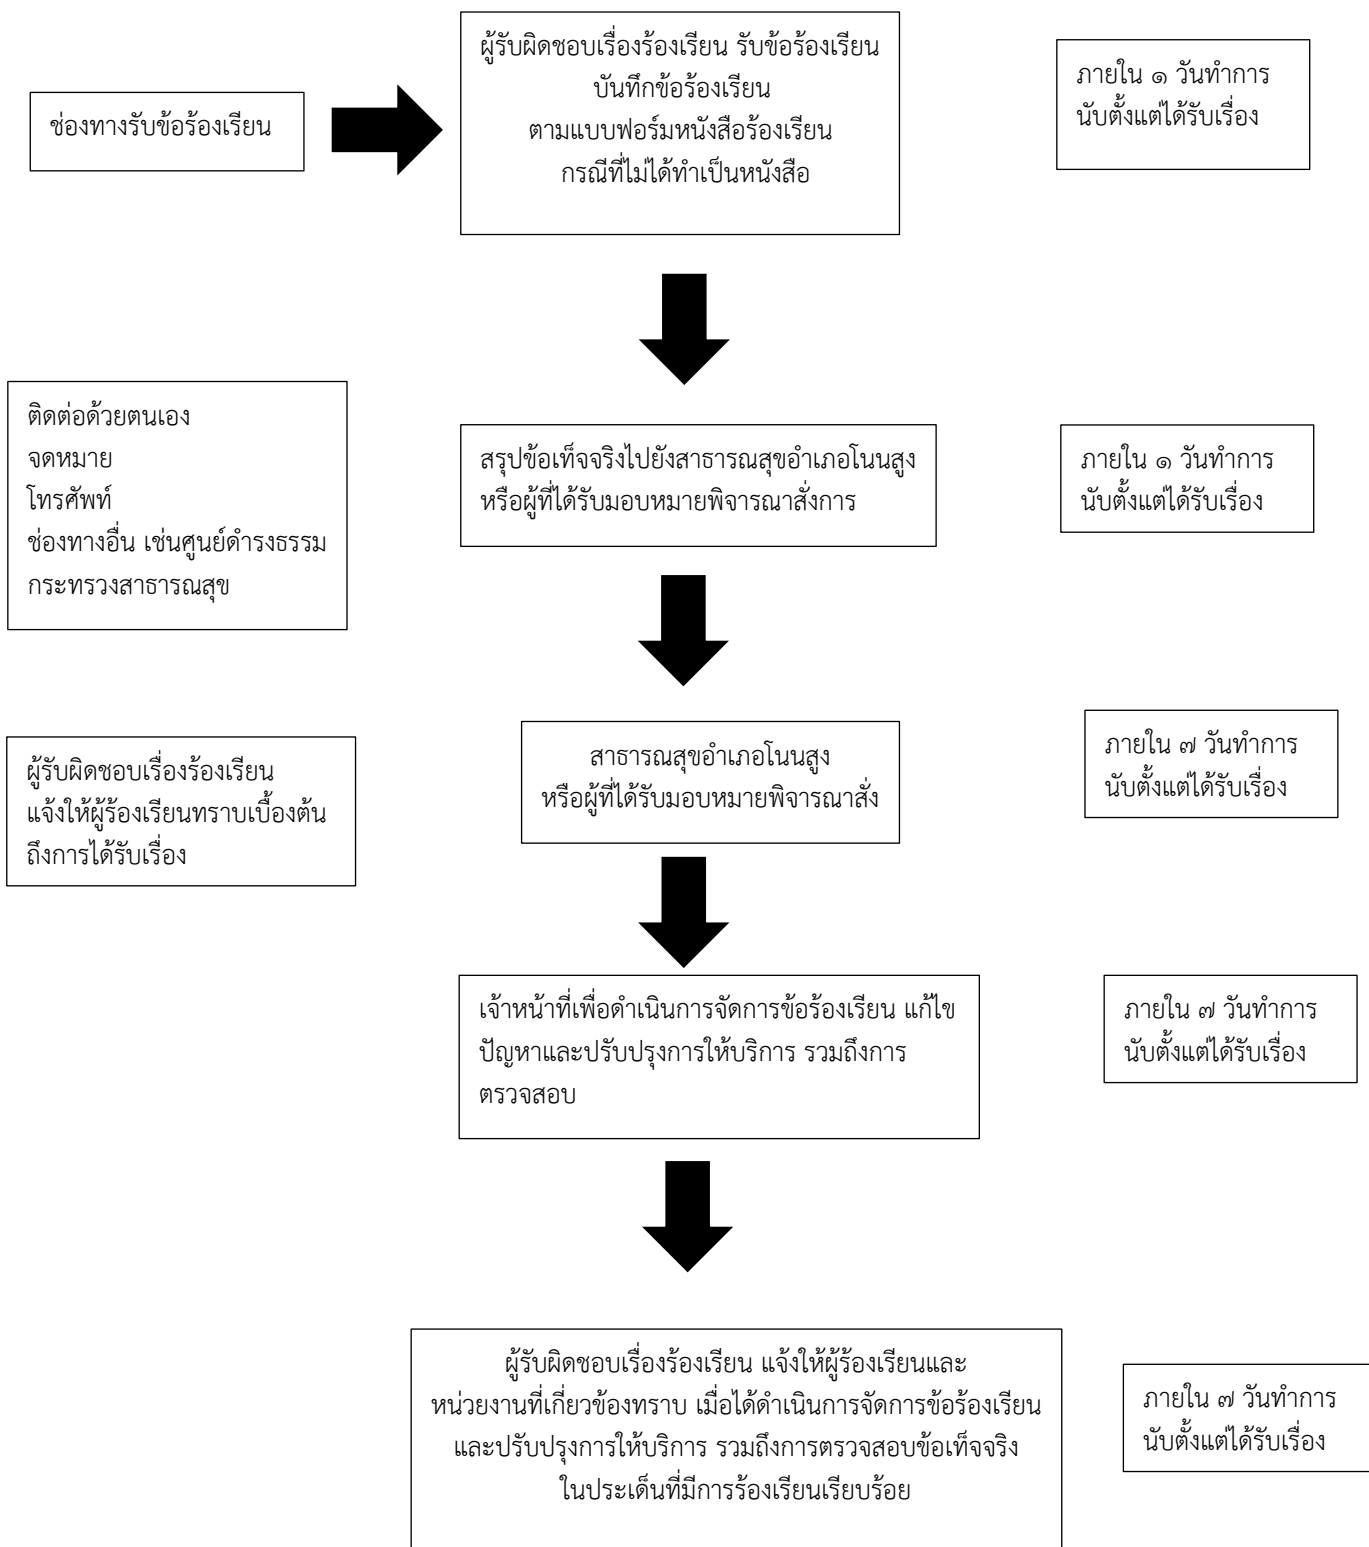 ช่องทางรับข้อร้องเรียน
ผู้รับผิดชอบเรื่องร้องเรียน รับข้อร้องเรียน
บันทึกข้อร้องเรียน
ตามแบบฟอร์มหนังสือร้องเรียน
กรณีที่ไม่ได้ทำเป็นหนังสือ
ภายใน ๑ วันทำการ
นับตั้งแต่ได้รับเรื่อง
ติดต่อด้วยตนเอง
จดหมาย
โทรศัพท์
ช่องทางอื่น เช่นศูนย์ดำรงธรรม
กระทรวงสาธารณสุข
สรุปข้อเท็จจริงไปยังสาธารณสุขอำเภอโนนสูง
หรือผู้ที่ได้รับมอบหมายพิจารณาสั่งการ
ภายใน ๑ วันทำการ
นับตั้งแต่ได้รับเรื่อง
ผู้รับผิดชอบเรื่องร้องเรียน
แจ้งให้ผู้ร้องเรียนทราบเบื้องต้น
ถึงการได้รับเรื่อง
สาธารณสุขอำเภอโนนสูง
หรือผู้ที่ได้รับมอบหมายพิจารณาสั่ง
ภายใน ๗ วันทำการ
นับตั้งแต่ได้รับเรื่อง
เจ้าหน้าที่เพื่อดำเนินการจัดการข้อร้องเรียน แก้ไข
ปัญหาและปรับปรุงการให้บริการ รวมถึงการ
ตรวจสอบ
ภายใน ๗ วันทำการ
นับตั้งแต่ได้รับเรื่อง
ผู้รับผิดชอบเรื่องร้องเรียน แจ้งให้ผู้ร้องเรียนและ
หน่วยงานที่เกี่ยวข้องทราบ เมื่อได้ดำเนินการจัดการข้อร้องเรียน
และปรับปรุงการให้บริการ รวมถึงการตรวจสอบข้อเท็จจริง
ในประเด็นที่มีการร้องเรียนเรียบร้อย
ภายใน ๗ วันทำการ
นับตั้งแต่ได้รับเรื่อง